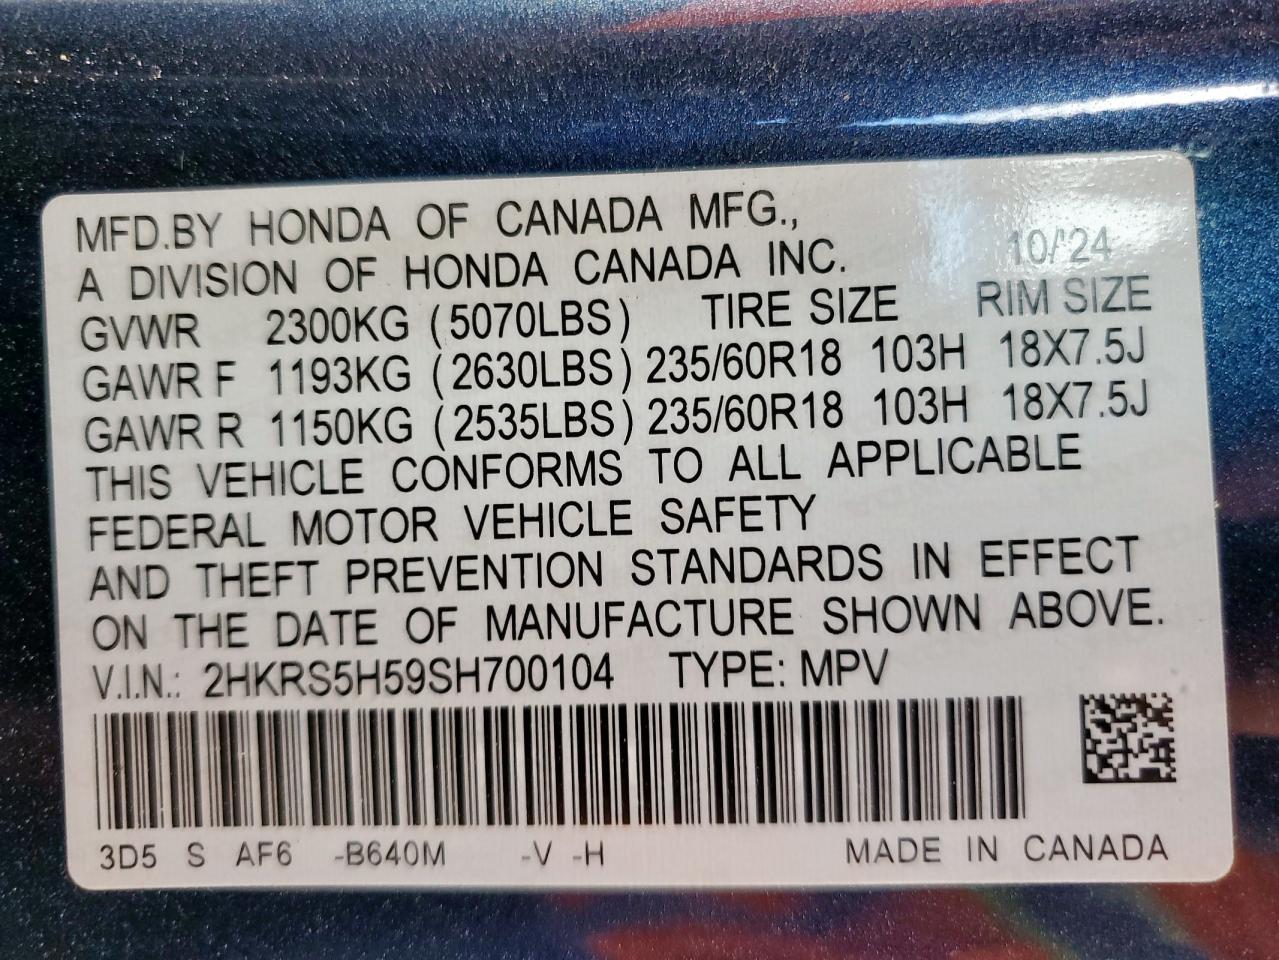 MFD.BY HONDA OF CANADA MFG.,
A DIVISION OF HONDA CANADA INC. 10/'24
GVWR 2300KG (5070LBS) TIRE SIZE RIM SIZE
GAWR F 1193KG (2630LBS) 235/60R18 103H 18X7.5J
GAWR R 1150KG (2535LBS) 235/60R18 103H 18X7.5J
THIS VEHICLE CONFORMS TO ALL APPLICABLE
FEDERAL MOTOR VEHICLE SAFETY
AND THEFT PREVENTION STANDARDS IN EFFECT
ON THE DATE OF MANUFACTURE SHOWN ABOVE.
V.I.N.: 2HKRS5H59SH700104 TYPE: MPV
3D5 S AF6 -B640M -V -H MADE IN CANADA